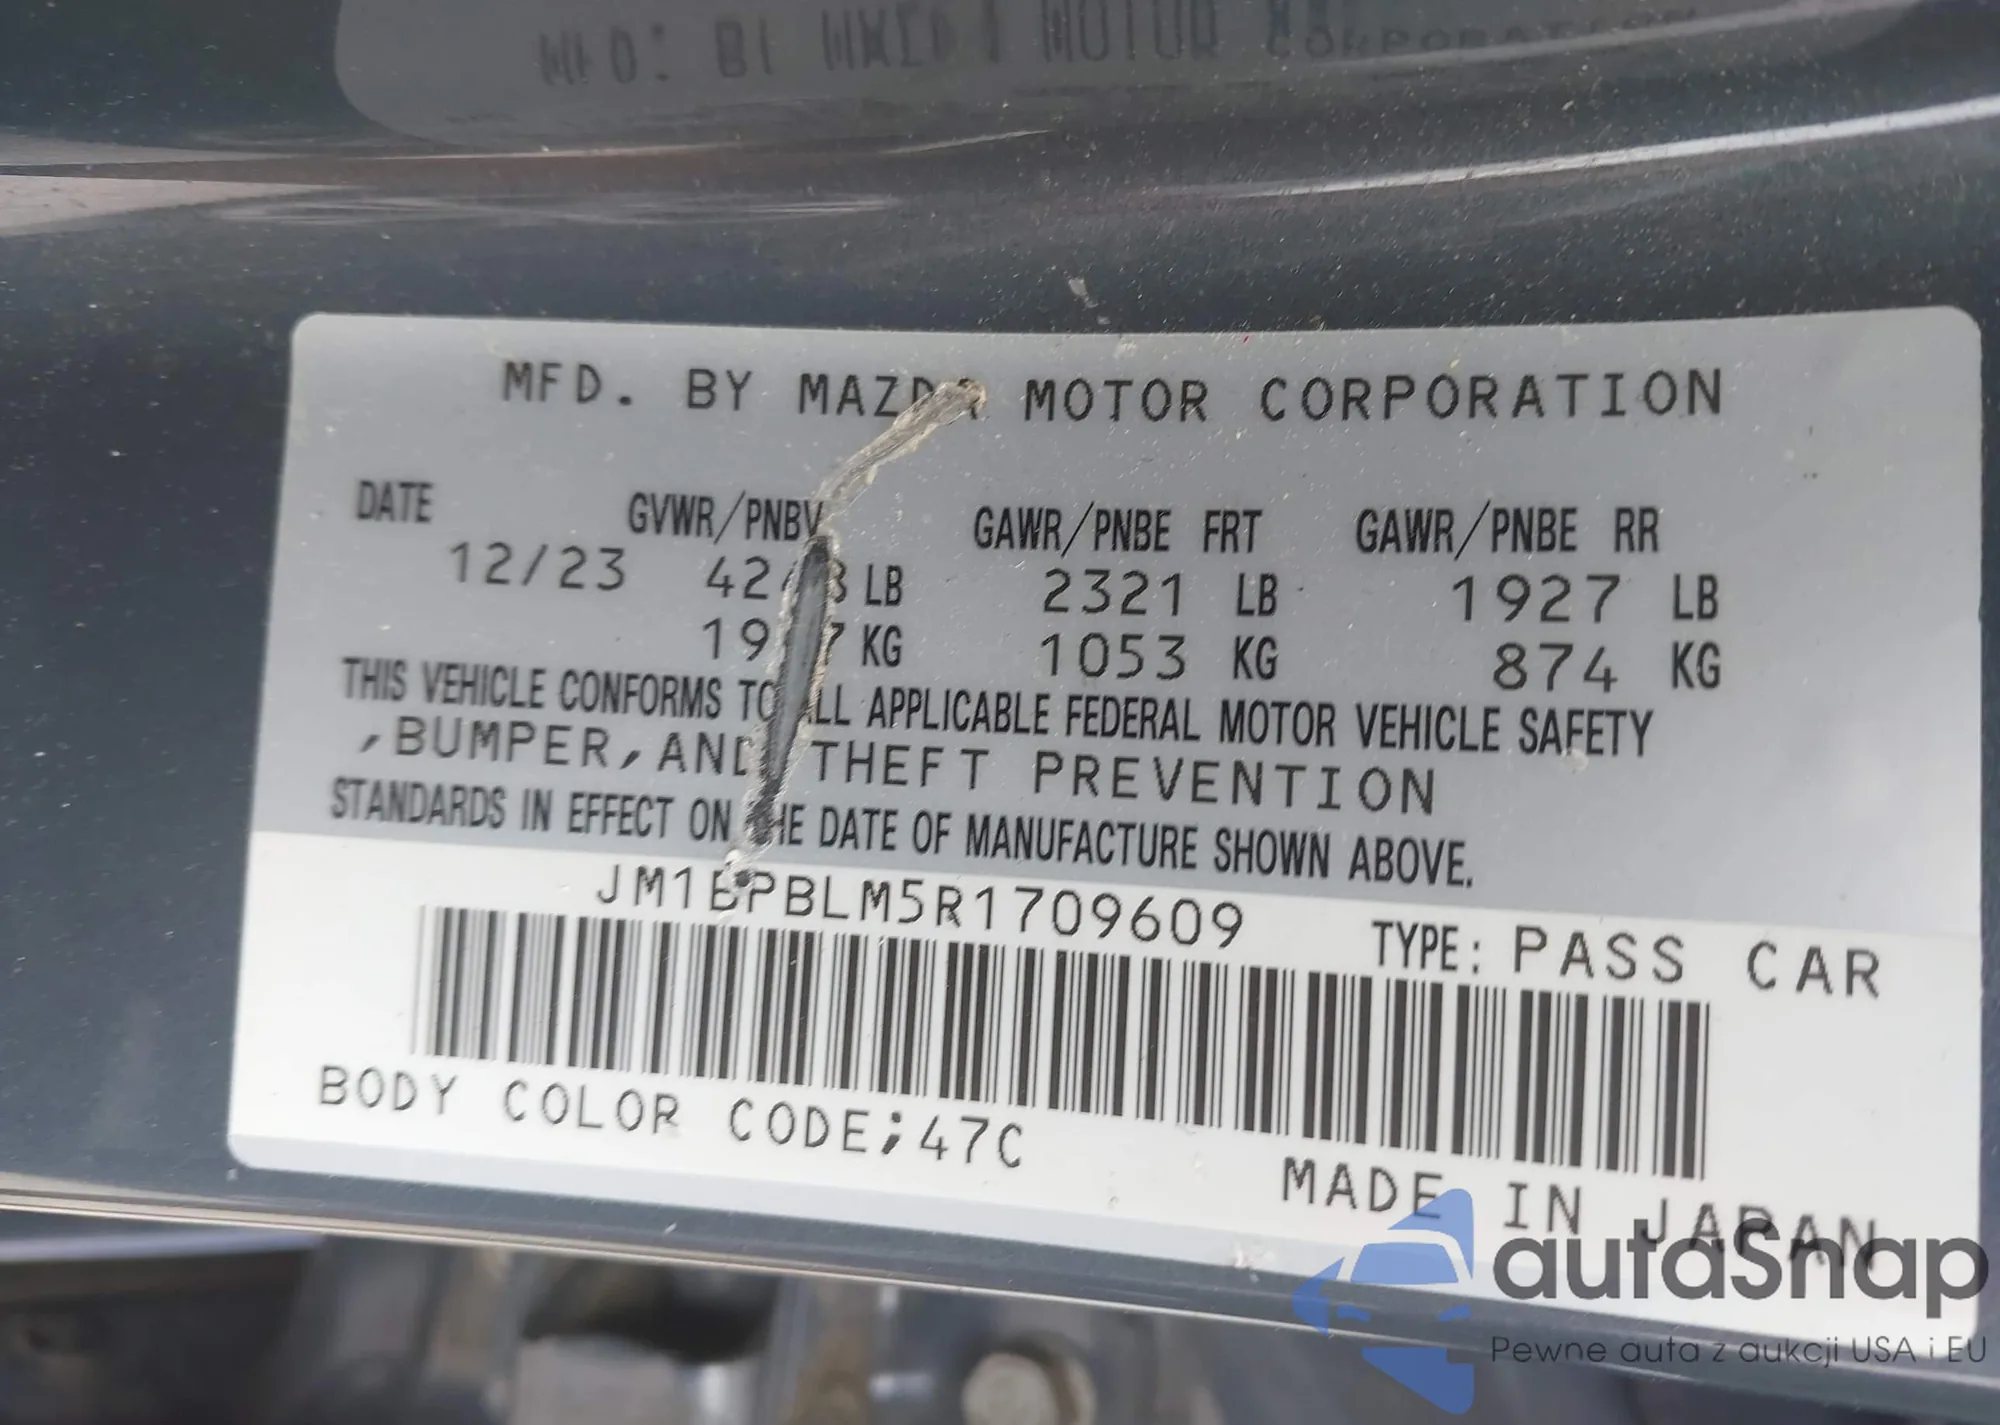 MFD. BY MAZDA MOTOR CORPORATION
DATE GVWR/PNBV GAWR/PNBE FRT GAWR/PNBE RR
12/23 LB 2321 LB 1927 LB
KG 1053 KG 874 KG
THIS VEHICLE CONFORMS TO ALL APPLICABLE FEDERAL MOTOR VEHICLE SAFETY
,BUMPER,AND THEFT PREVENTION
STANDARDS IN EFFECT ON THE DATE OF MANUFACTURE SHOWN ABOVE.
JM1BPBLM5R1709609 TYPE: PASS CAR
BODY COLOR CODE;47C
MADE IN JAPAN
autaSnap
Pewne auta z aukcji USA i EU